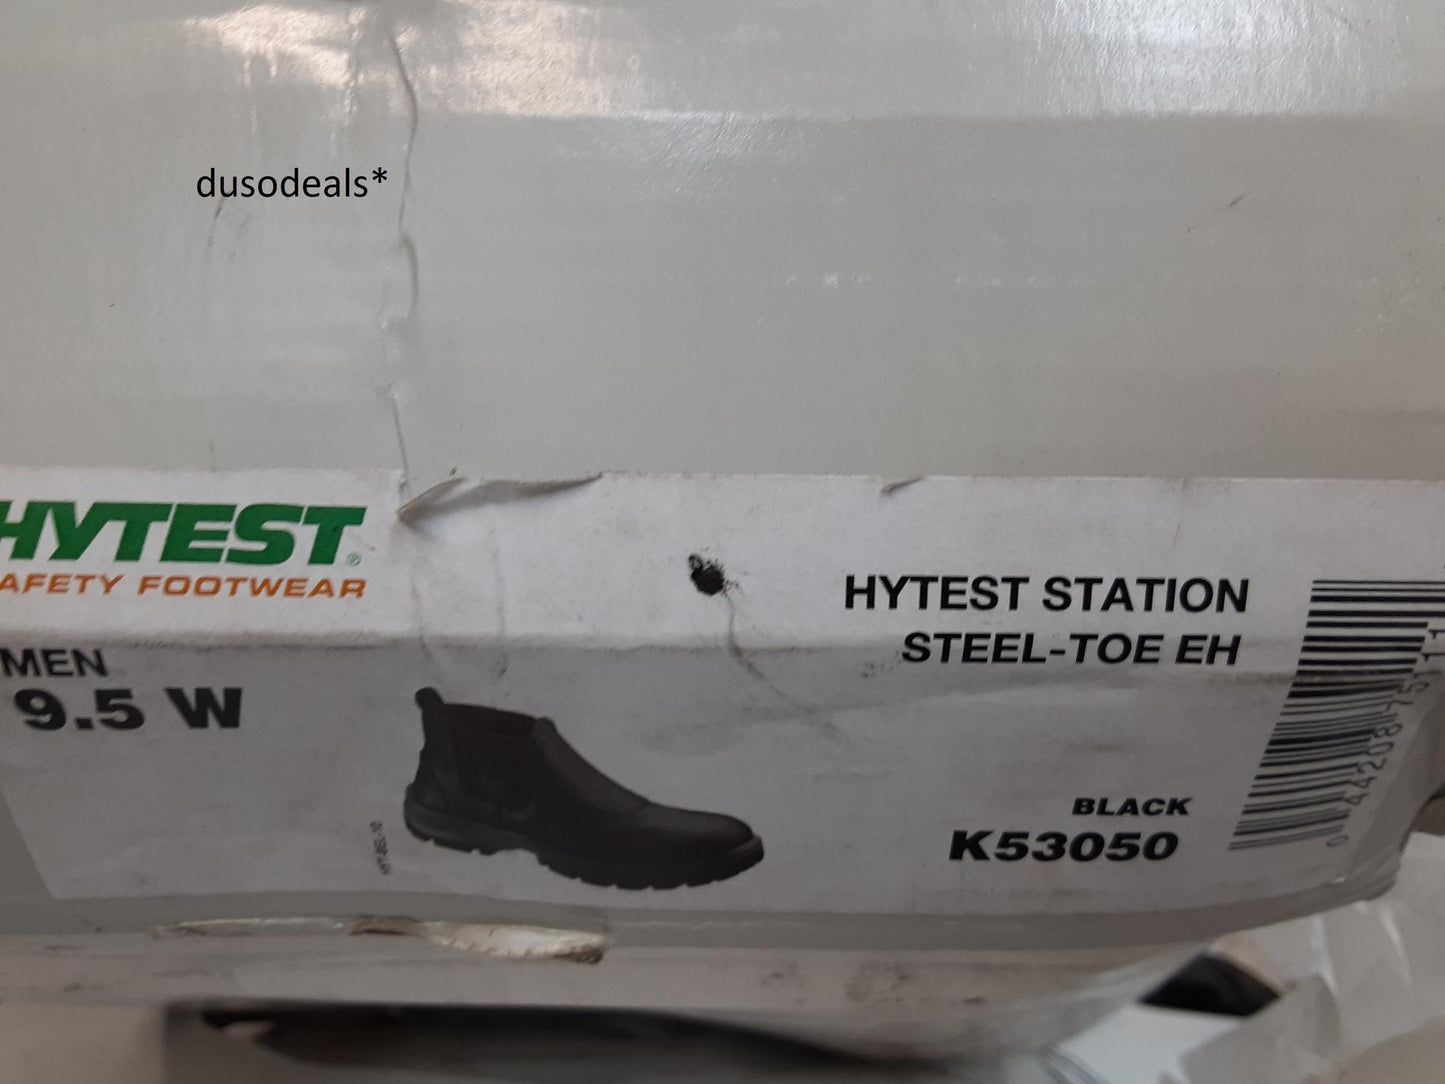 dusodeals*
HYTEST®
AFETY FOOTWEAR
MEN
9.5 W
HYTEST STATION
STEEL-TOE EH
BLACK
K53050